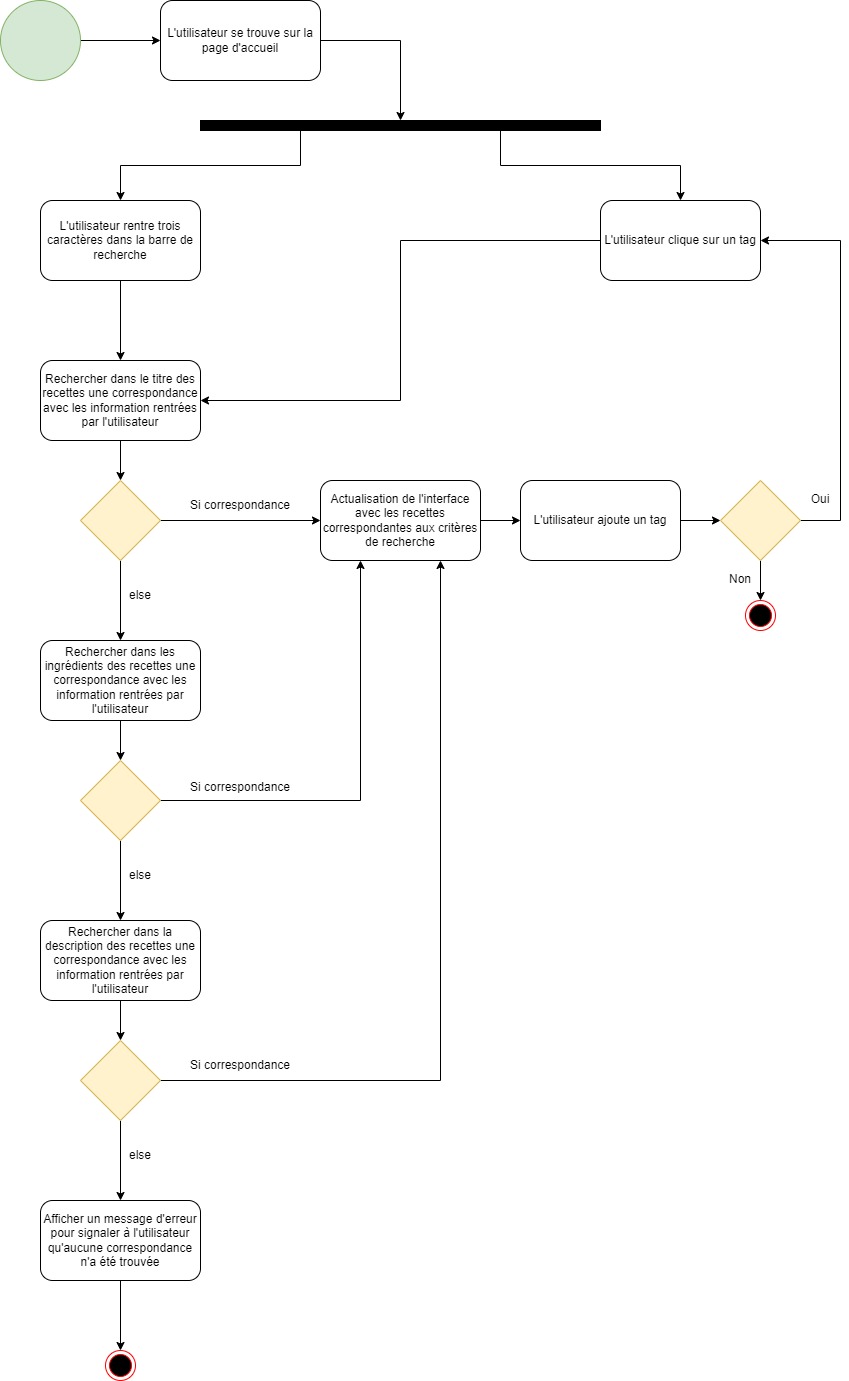 L'utilisateur se trouve sur la
page d'accueil
L'utilisateur rentre trois
caractères dans la barre de
recherche
L'utilisateur clique sur un tag
Rechercher dans le titre des
recettes une correspondance
avec les information rentrées
par l'utilisateur
Si correspondance
Actualisation de l'interface
avec les recettes
correspondantes aux critères
de recherche
L'utilisateur ajoute un tag
Oui
Non
else
Rechercher dans les
ingrédients des recettes une
correspondance avec les
information rentrées par
l'utilisateur
Si correspondance
else
Rechercher dans la
description des recettes une
correspondance avec les
information rentrées par
l'utilisateur
Si correspondance
else
Afficher un message d'erreur
pour signaler à l'utilisateur
qu'aucune correspondance
n'a été trouvée